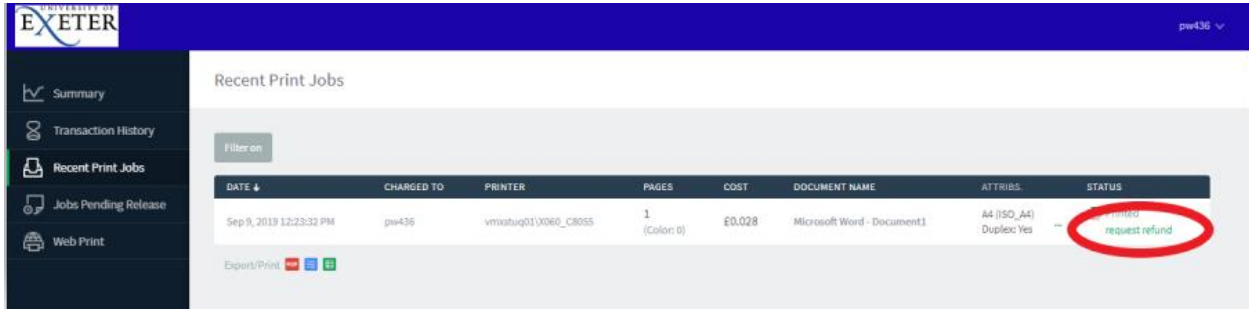 UNIVERSITY OF
EXETER
pw436
Summary
Transaction History
Recent Print Jobs
Jobs Pending Release
Web Print
Recent Print Jobs
Filter on
DATE CHARGED TO PRINTER PAGES COST DOCUMENT NAME ATTRIBS. STATUS
Sep 9, 2019 12:23:32 PM pw436 vmxstuq01\X060_C8055 1 £0.028 Microsoft Word - Document1 A4 (ISO_A4) ... Printed
(Color: 0) Duplex: Yes request refund
Export/Print